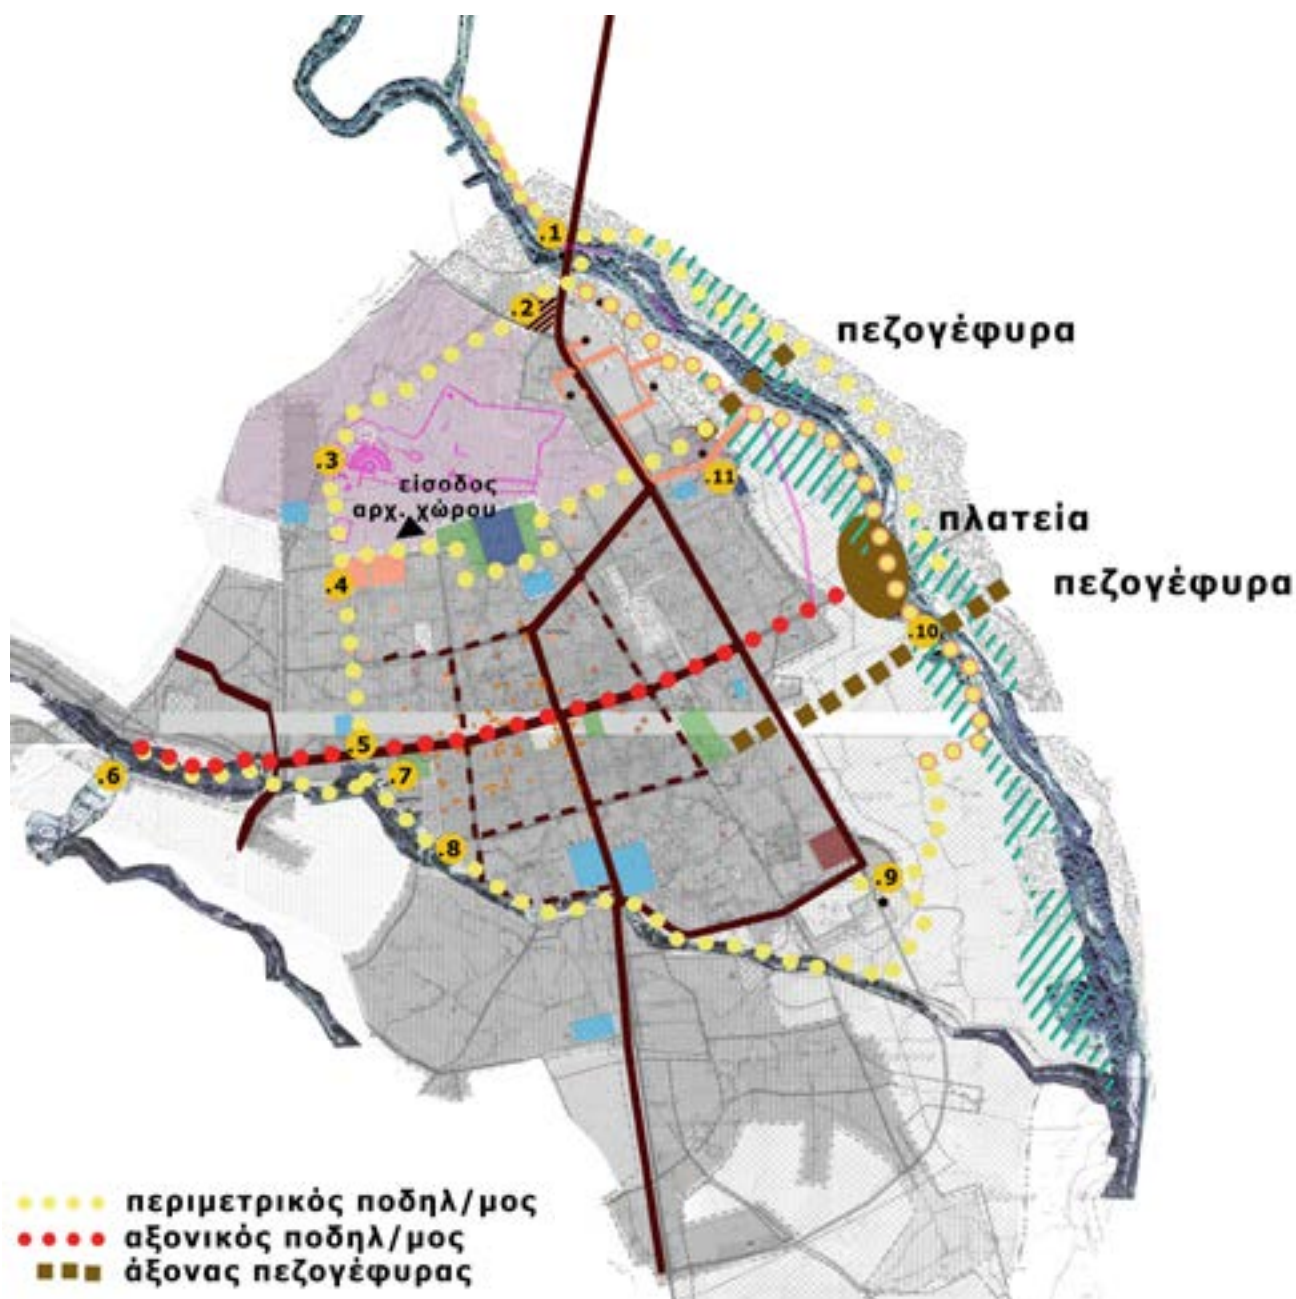 .1
.2
πεζογέφυρα
.3
.11
είσοδος
αρχ. χώρου
πλατεία
.4
πεζογέφυρα
.10
.5
.6
.7
.8
.9
περιμετρικός ποδηλ/μος
αξονικός ποδηλ/μος
άξονας πεζογέφυρας